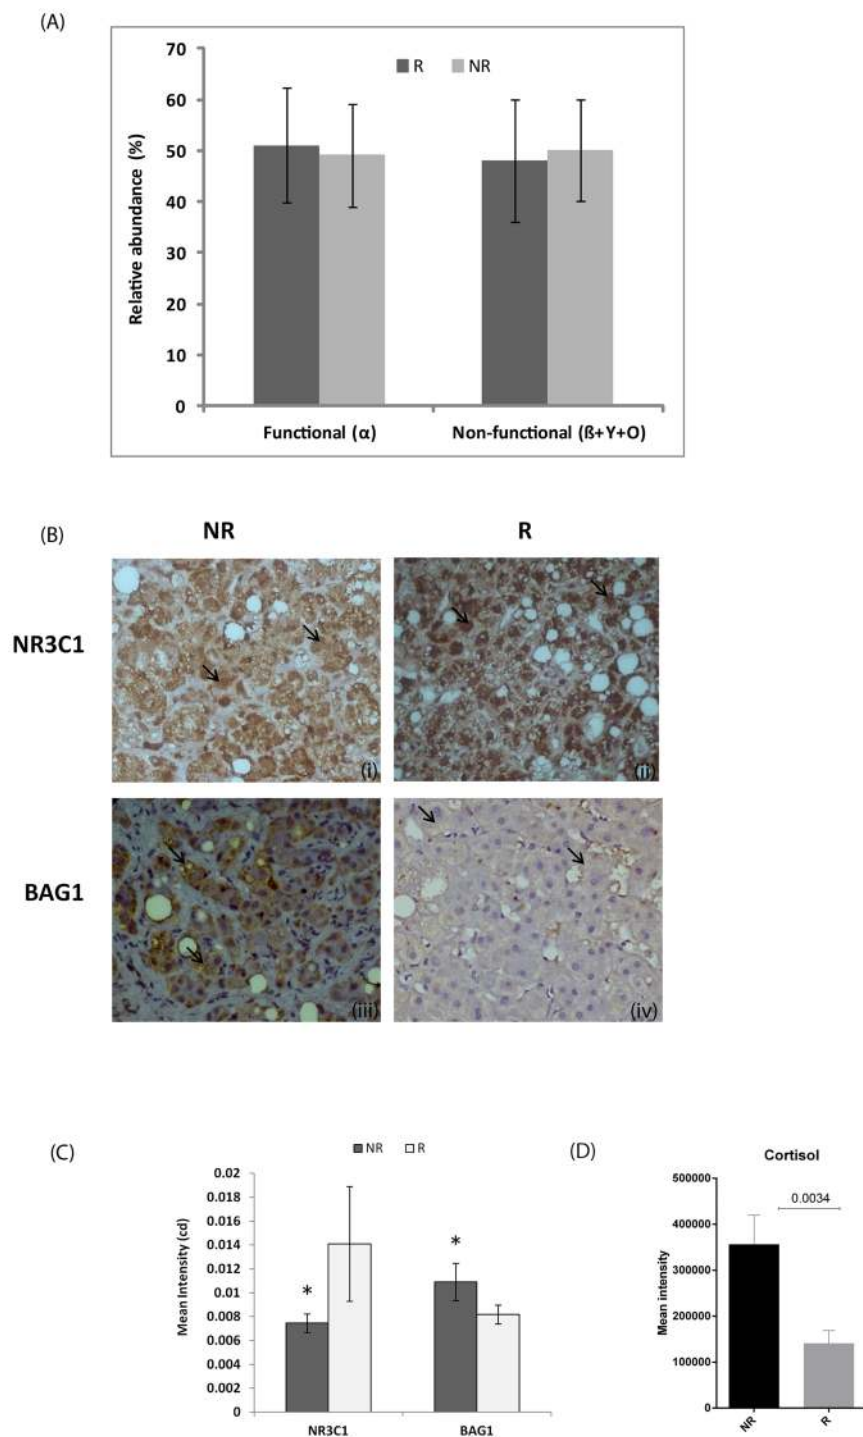 (A)
70
60
50
40
30
20
10
0
Relative abundance (%)
R NR
Functional (α)
Non-functional (ß+Y+O)
(B)
NR
R
NR3C1
(i)
(ii)
BAG1
(iii)
(iv)
(C)
NR R
0.02
0.018
0.016
0.014
0.012
0.01
0.008
0.006
0.004
0.002
0
Mean Intensity (cd)
*
*
NR3C1
BAG1
(D)
Cortisol
500000
400000
300000
200000
100000
0
Mean intensity
0.0034
NR
R